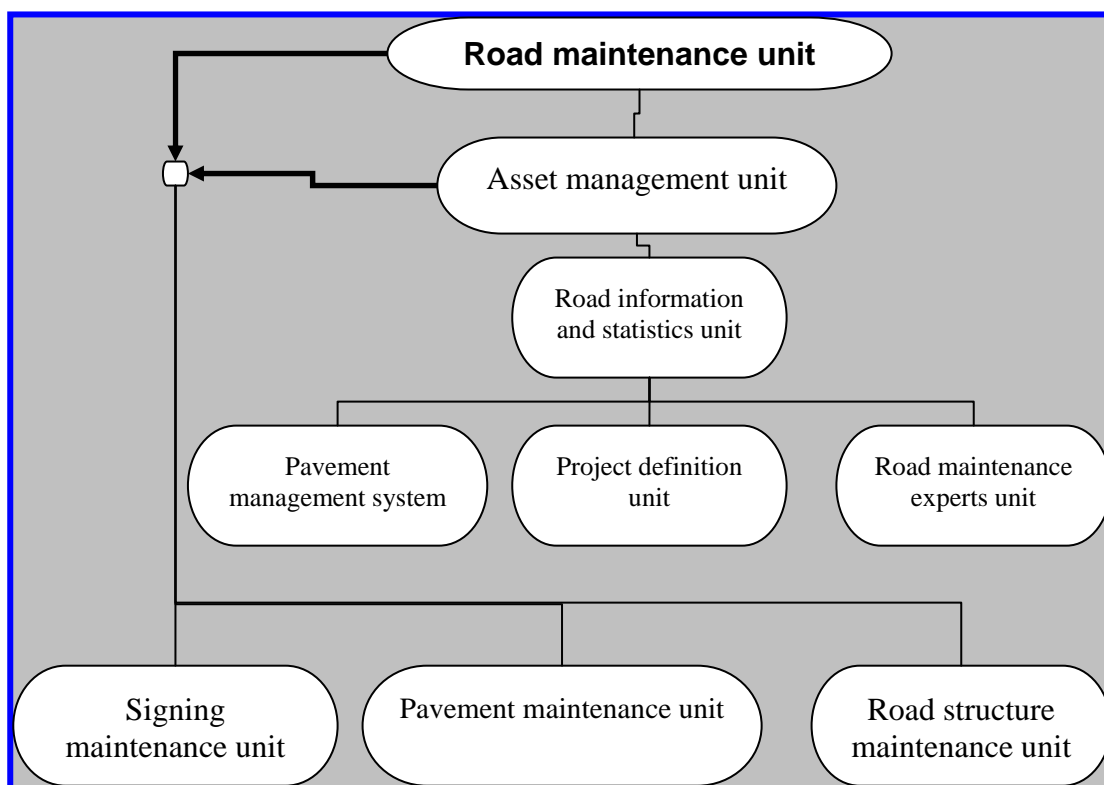 Road maintenance unit
Asset management unit
Road information
and statistics unit
Pavement
management system
Project definition
unit
Road maintenance
experts unit
Signing
maintenance unit
Pavement maintenance unit
Road structure
maintenance unit